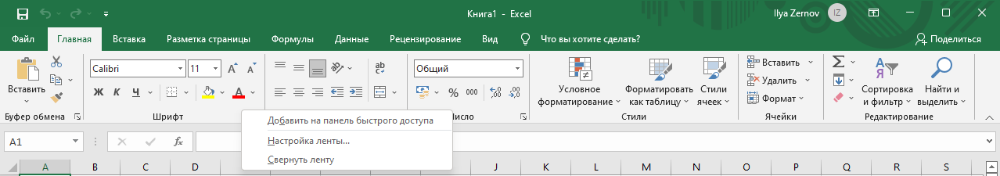 Книга1 - Excel
Ilya Zernov
IZ
Файл
Главная
Вставка
Разметка страницы
Формулы
Данные
Рецензирование
Вид
Что вы хотите сделать?
Поделиться
Вставить
Буфер обмена
Calibri
11
Ж К Ч
Шрифт
Общий
% 000
исло
Условное
форматирование
Форматировать
как таблицу
Стили
ячеек
Стили
Вставить
Удалить
Формат
Ячейки
Сортировка
и фильтр
Найти и
выделить
Редактирование
Добавить на панель быстрого доступа
Настройка ленты...
Свернуть ленту
A1
fx
A B C D J K L M N O P Q R S